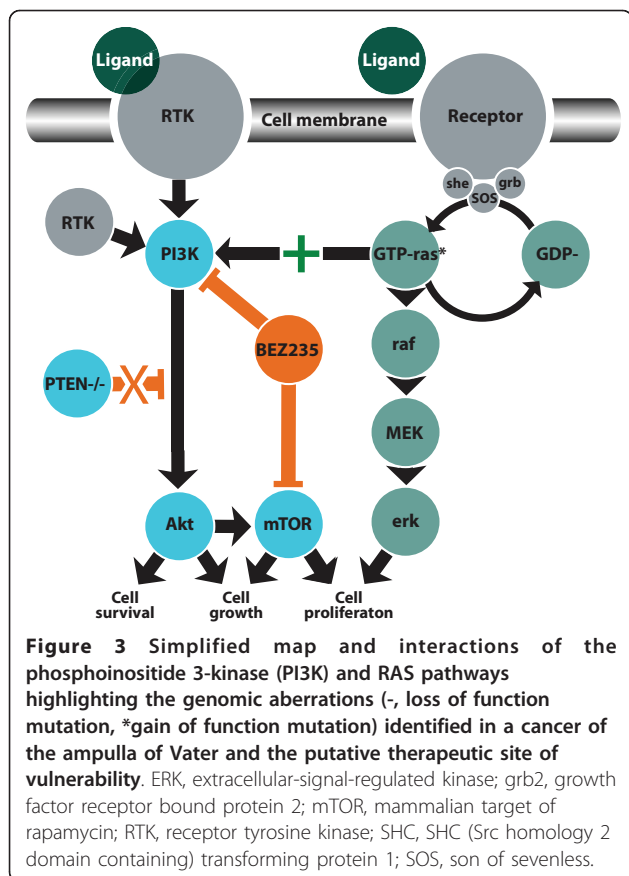 Ligand
Ligand
RTK
Cell membrane
Receptor
she
grb
SOS
RTK
PI3K
GTP-ras*
GDP-
BEZ235
raf
PTEN-/-
X
MEK
Akt
mTOR
erk
Cell
survival
Cell
growth
Cell
proliferaton
Figure 3 Simplified map and interactions of the
phosphoinositide 3-kinase (PI3K) and RAS pathways
highlighting the genomic aberrations (-, loss of function
mutation, *gain of function mutation) identified in a cancer of
the ampulla of Vater and the putative therapeutic site of
vulnerability. ERK, extracellular-signal-regulated kinase; grb2, growth
factor receptor bound protein 2; mTOR, mammalian target of
rapamycin; RTK, receptor tyrosine kinase; SHC, SHC (Src homology 2
domain containing) transforming protein 1; SOS, son of sevenless.